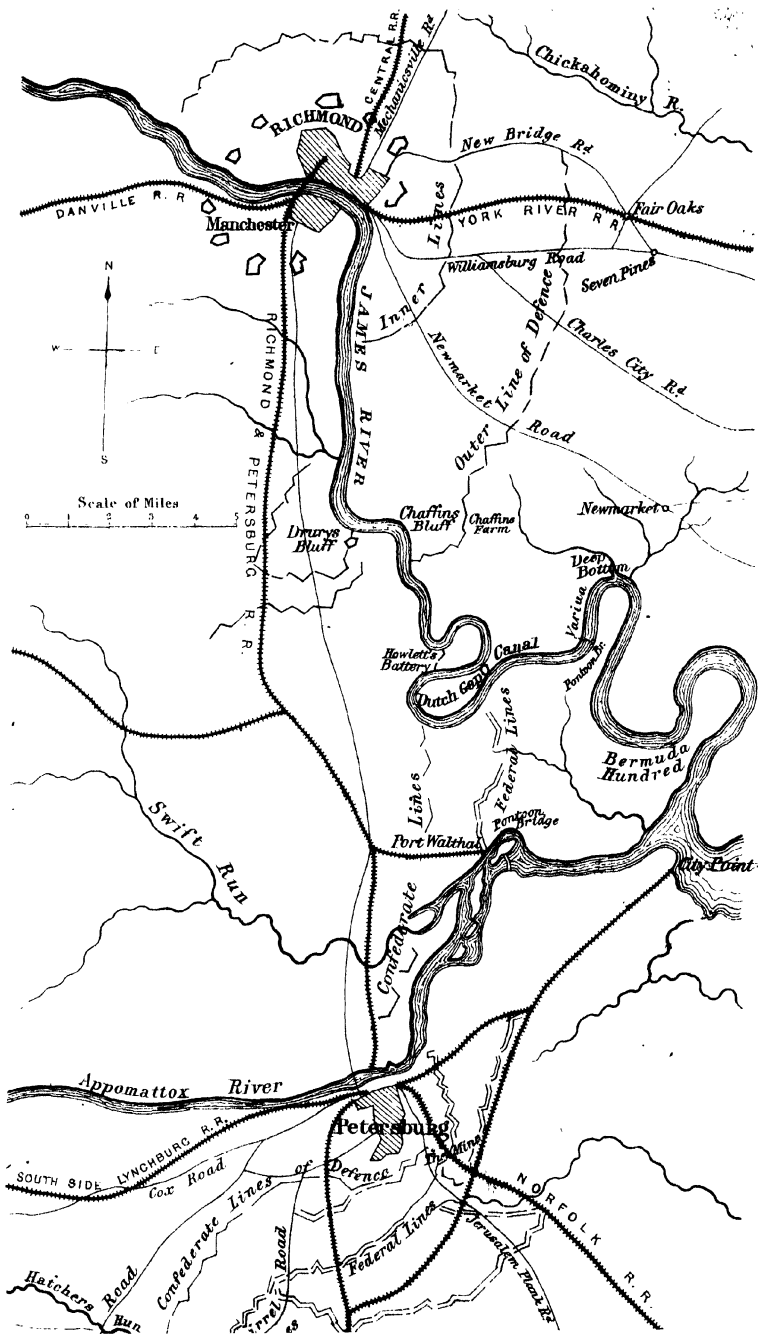 CENTRAL R.R.
Mechanicsville Rd
Chickahominy R.
RICHMOND
New Bridge Rd
DANVILLE R.R
Manchester
Lines
YORK RIVER R.R.
Fair Oaks
Williamsburg Road
Seven Pines
N
W
E
S
JAMES RIVER
Inner
RICHMOND & PETERSBURG R.R.
Newmarket Road
Outer Line of Defence
Charles City Rd
Scale of Miles
0 1 2 3 4 5
Drurys
Bluff
Chaffins
Bluff
Chaffins
Farm
Newmarket
Deep
Bottom
Varina
Pontoon Br.
Howlett's
Battery
Dutch Gap Canal
Bermuda
Hundred
Federal Lines
Lines
Confederate
Pontoon
Bridge
Port Walthal
City Point
Swift Run
Appomattox River
Petersburg
The Mine
SOUTH SIDE LYNCHBURG R.R.
Cox Road
Confederate Lines or Defence
NORFOLK R.R.
Federal Lines
Jerusalem Plank Rd
Road
Road
Hatchers
Run